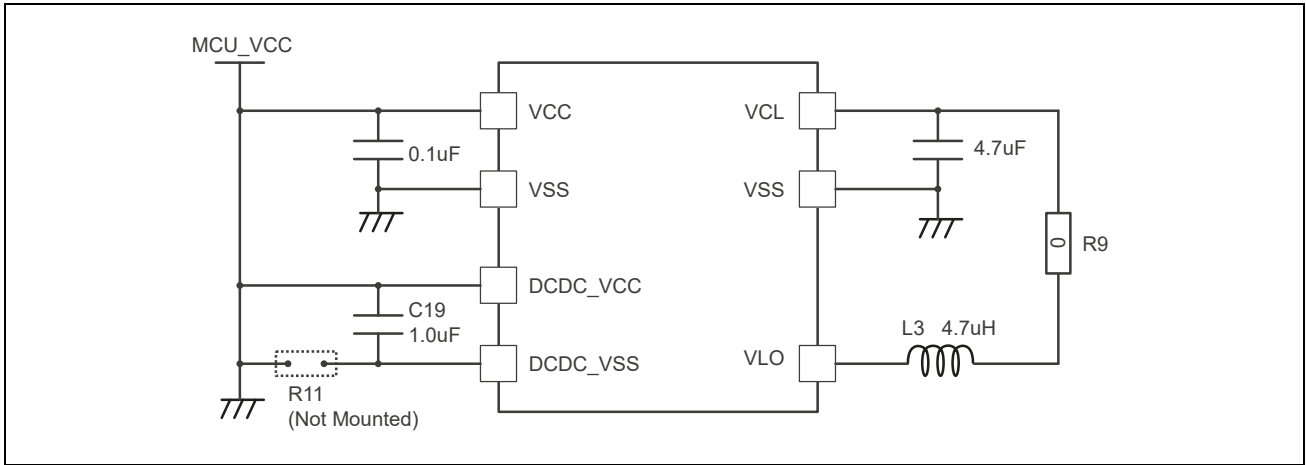 MCU_VCC
VCC
VCL
0.1uF
4.7uF
VSS
VSS
0
R9
DCDC_VCC
C19
1.0uF
L3 4.7uH
DCDC_VSS
VLO
R11
(Not Mounted)